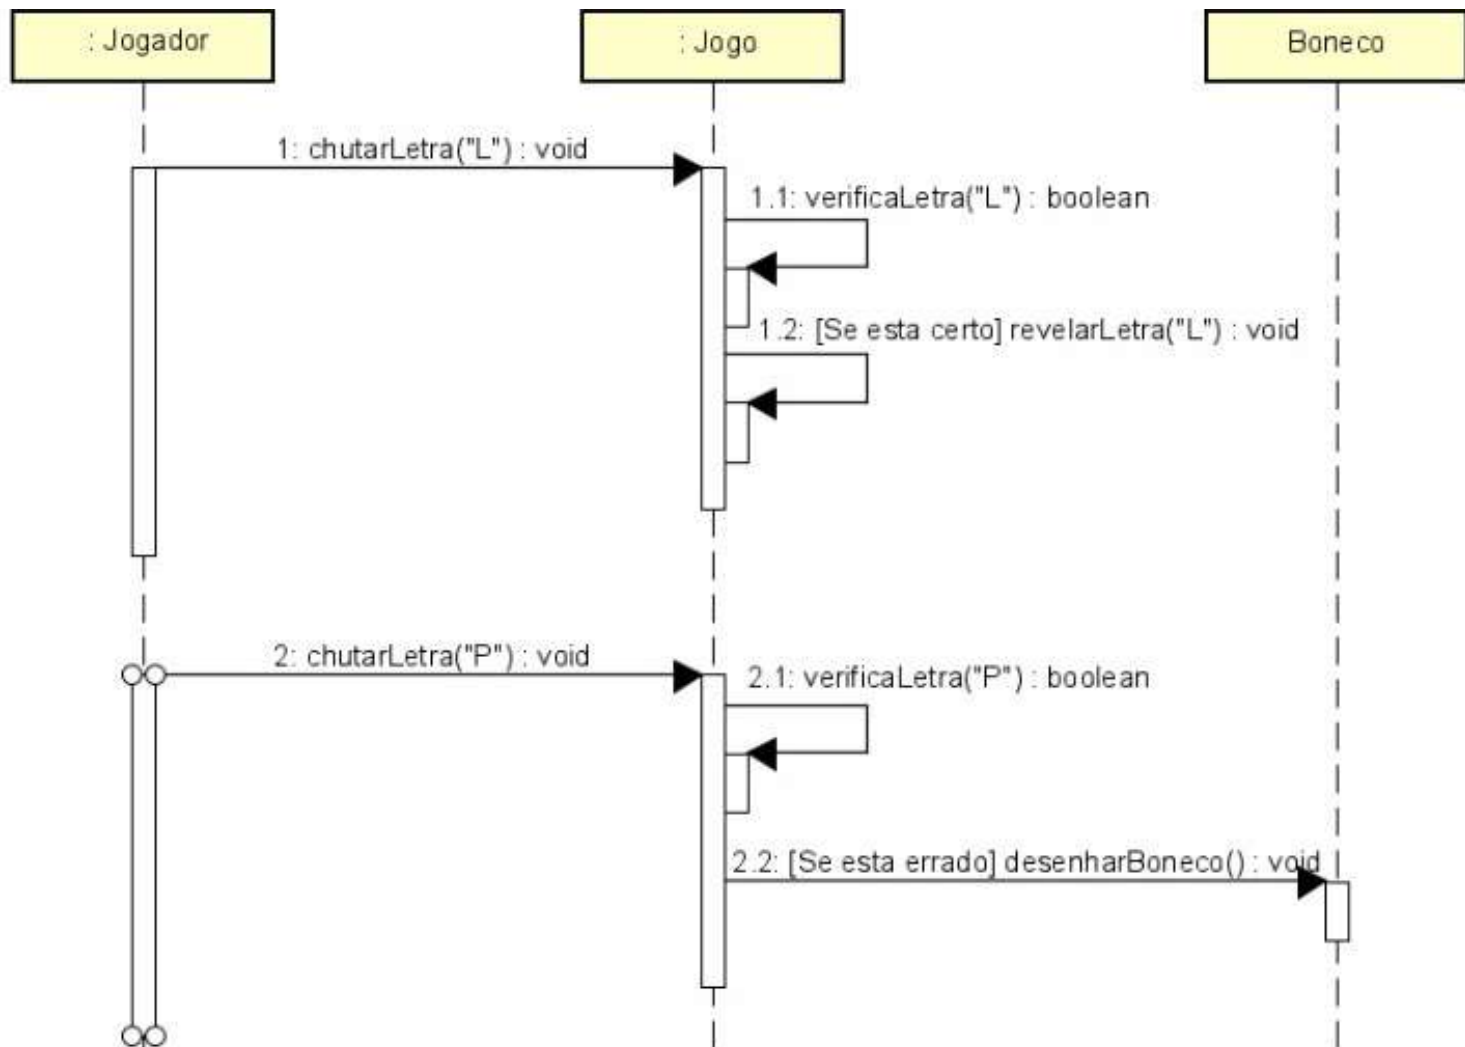 : Jogador
: Jogo
Boneco
1: chutarLetra("L") : void
1.1: verificaLetra("L") : boolean
1.2: [Se esta certo] revelarLetra("L") : void
2: chutarLetra("P") : void
2.1: verificaLetra("P") : boolean
2.2: [Se esta errado] desenharBoneco() : void